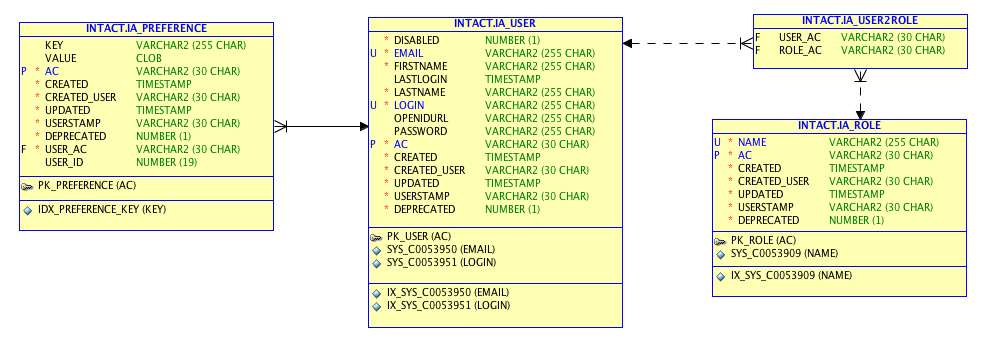 INTACT.IA_PREFERENCE
KEY VARCHAR2 (255 CHAR)
VALUE CLOB
P * AC VARCHAR2 (30 CHAR)
* CREATED TIMESTAMP
* CREATED_USER VARCHAR2 (30 CHAR)
* UPDATED TIMESTAMP
* USERSTAMP VARCHAR2 (30 CHAR)
* DEPRECATED NUMBER (1)
F * USER_AC VARCHAR2 (30 CHAR)
USER_ID NUMBER (19)
PK_PREFERENCE (AC)
IDX_PREFERENCE_KEY (KEY)
INTACT.IA_USER
* DISABLED NUMBER (1)
U * EMAIL VARCHAR2 (255 CHAR)
* FIRSTNAME VARCHAR2 (255 CHAR)
LASTLOGIN TIMESTAMP
* LASTNAME VARCHAR2 (255 CHAR)
U * LOGIN VARCHAR2 (255 CHAR)
OPENIDURL VARCHAR2 (255 CHAR)
PASSWORD VARCHAR2 (255 CHAR)
P * AC VARCHAR2 (30 CHAR)
* CREATED TIMESTAMP
* CREATED_USER VARCHAR2 (30 CHAR)
* UPDATED TIMESTAMP
* USERSTAMP VARCHAR2 (30 CHAR)
* DEPRECATED NUMBER (1)
PK_USER (AC)
SYS_C0053950 (EMAIL)
SYS_C0053951 (LOGIN)
IX_SYS_C0053950 (EMAIL)
IX_SYS_C0053951 (LOGIN)
INTACT.IA_USER2ROLE
F USER_AC VARCHAR2 (30 CHAR)
F ROLE_AC VARCHAR2 (30 CHAR)
INTACT.IA_ROLE
U * NAME VARCHAR2 (255 CHAR)
P * AC VARCHAR2 (30 CHAR)
* CREATED TIMESTAMP
* CREATED_USER VARCHAR2 (30 CHAR)
* UPDATED TIMESTAMP
* USERSTAMP VARCHAR2 (30 CHAR)
* DEPRECATED NUMBER (1)
PK_ROLE (AC)
SYS_C0053909 (NAME)
IX_SYS_C0053909 (NAME)